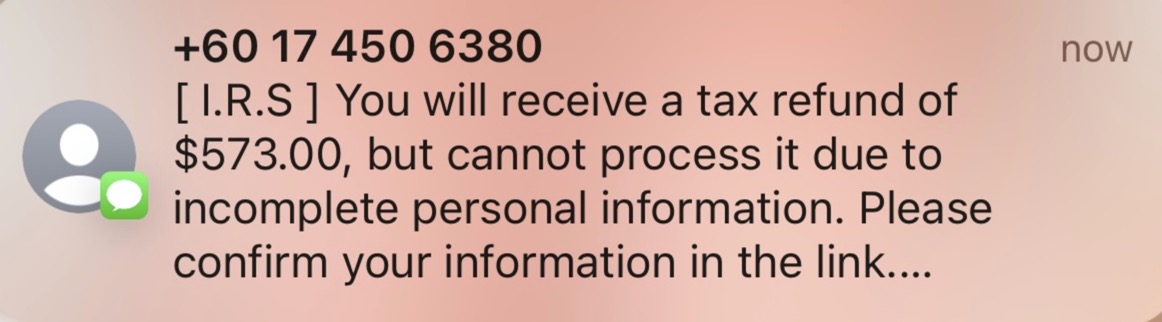 +60 17 450 6380
now
[ I.R.S ] You will receive a tax refund of
$573.00, but cannot process it due to
incomplete personal information. Please
confirm your information in the link....